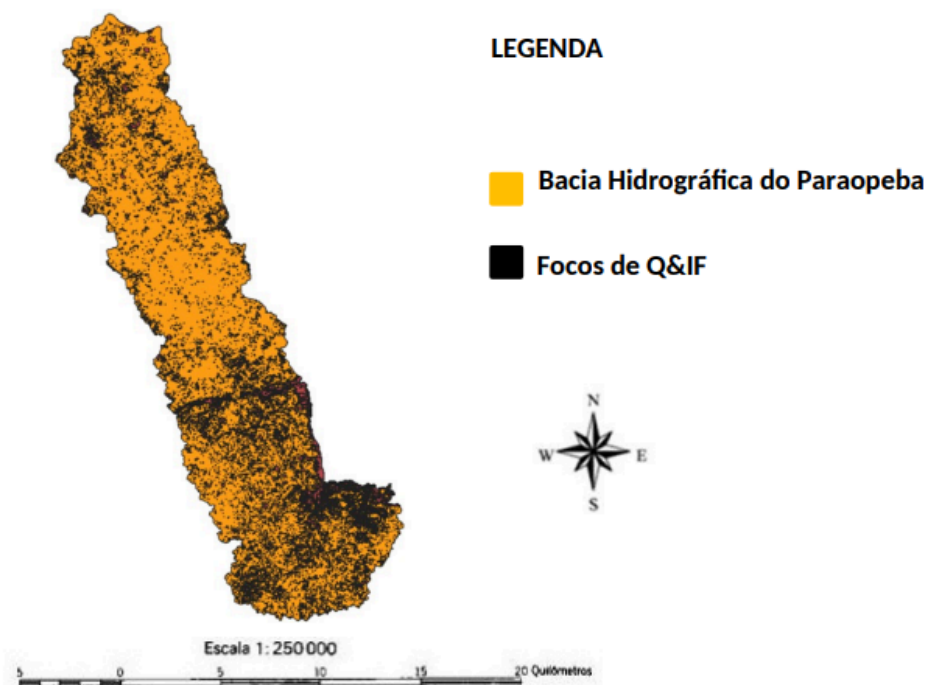 LEGENDA
Bacia Hidrográfica do Paraopeba
Focos de Q&IF
N
W E
S
Escala 1: 250 000
5 0 5 10 15 20 Quilômetros